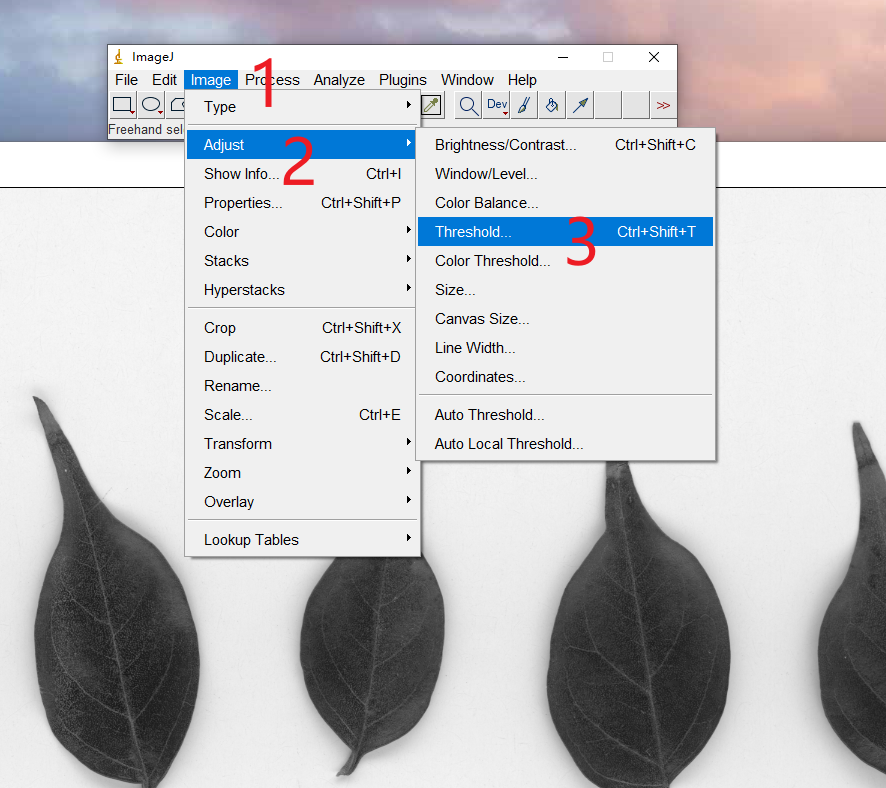 ImageJ
File Edit Image Process Analyze Plugins Window Help
1
Dev
>>
Freehand sel
Type
Adjust
2
Show Info... Ctrl+I
Properties... Ctrl+Shift+P
Color
Stacks
Hyperstacks
Crop Ctrl+Shift+X
Duplicate... Ctrl+Shift+D
Rename...
Scale... Ctrl+E
Transform
Zoom
Overlay
Lookup Tables
Brightness/Contrast... Ctrl+Shift+C
Window/Level...
Color Balance...
Threshold... Ctrl+Shift+T
3
Color Threshold...
Size...
Canvas Size...
Line Width...
Coordinates...
Auto Threshold...
Auto Local Threshold...